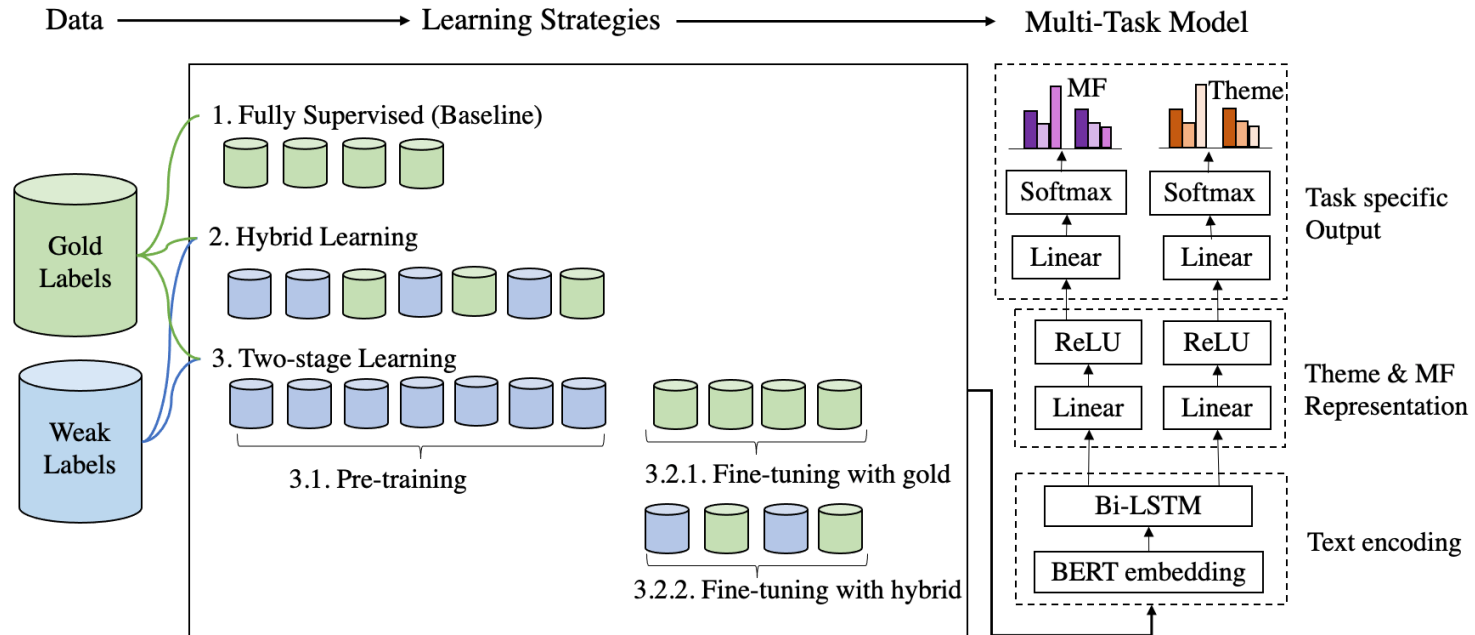 Data
Learning Strategies
Multi-Task Model
Gold
Labels
Weak
Labels
1. Fully Supervised (Baseline)
2. Hybrid Learning
3. Two-stage Learning
3.1. Pre-training
3.2.1. Fine-tuning with gold
3.2.2. Fine-tuning with hybrid
MF
Theme
Softmax
Softmax
Linear
Linear
Task specific
Output
ReLU
ReLU
Linear
Linear
Theme & MF
Representation
Bi-LSTM
BERT embedding
Text encoding